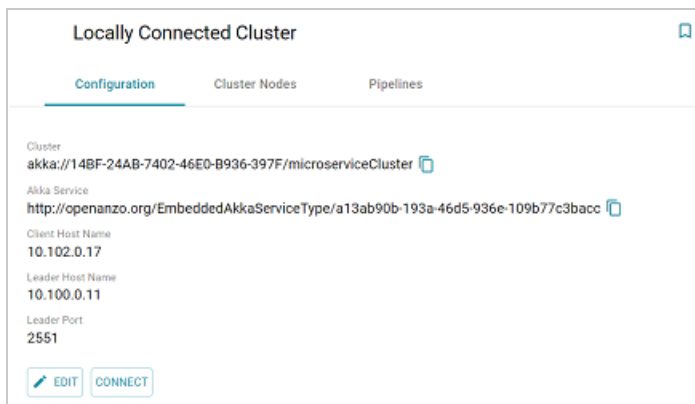 Locally Connected Cluster
Configuration Cluster Nodes Pipelines
Cluster
akka://14BF-24AB-7402-46E0-B936-397F/microserviceCluster
Akka Service
http://openanzo.org/EmbeddedAkkaServiceType/a13ab90b-193a-46d5-936e-109b77c3bacc
Client Host Name
10.102.0.17
Leader Host Name
10.100.0.11
Leader Port
2551
EDIT CONNECT